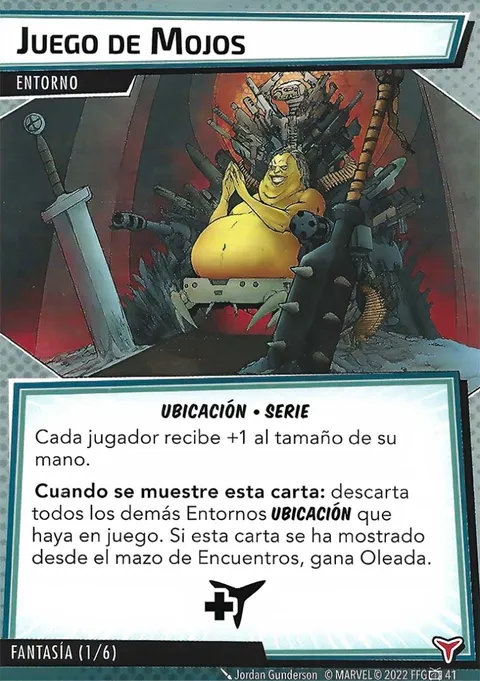 Juego de Mojos
ENTORNO
UBICACIÓN • SERIE
Cada jugador recibe +1 al tamaño de su
mano.
Cuando se muestre esta carta: descarta
todos los demás Entornos UBICACIÓN que
haya en juego. Si esta carta se ha mostrado
desde el mazo de Encuentros, gana Oleada.
FANTASÍA (1/6)
Jordan Gunderson © MARVEL © 2022 FFG 41